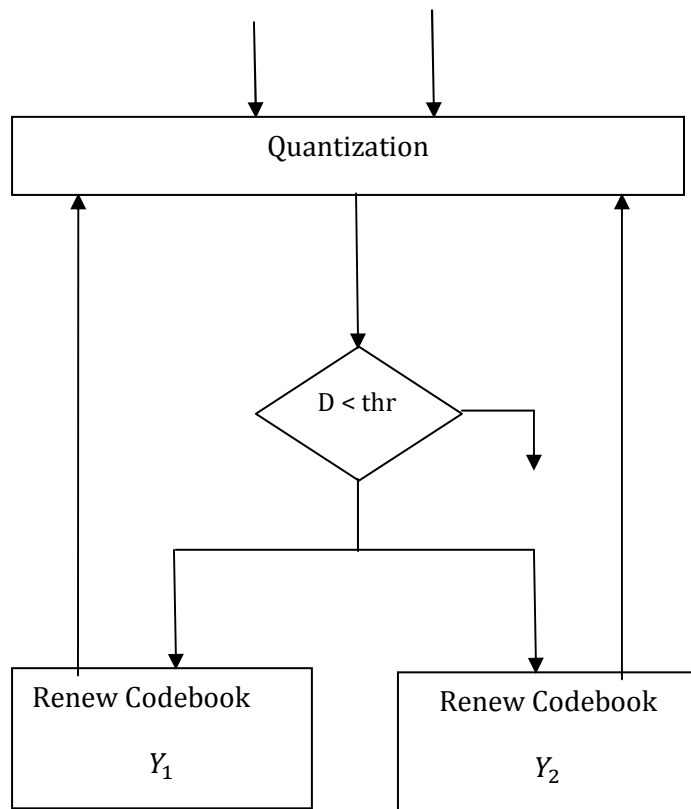 Quantization
D < thr
Renew Codebook
Y₁
Renew Codebook
Y₂